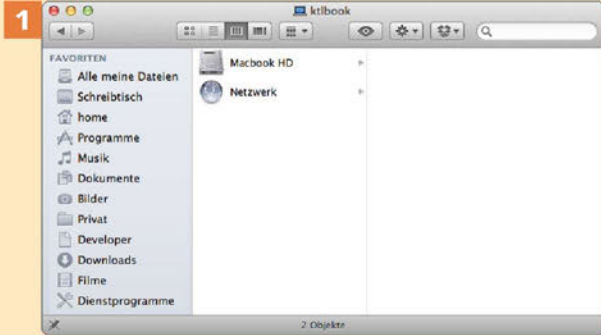 1
ktlbook
FAVORITEN
Alle meine Dateien
Schreibtisch
home
Programme
Musik
Dokumente
Bilder
Privat
Developer
Downloads
Filme
Dienstprogramme
Macbook HD
Netzwerk
2 Objekte